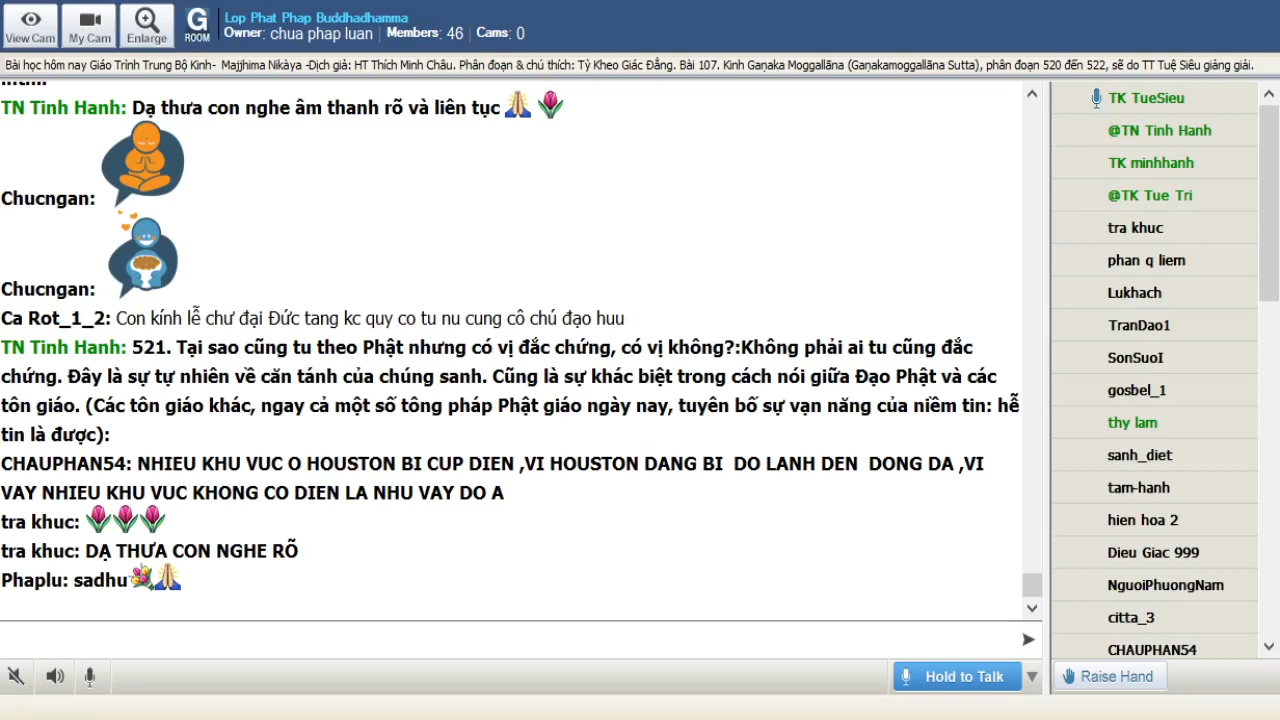 View Cam
My Cam
Enlarge
G
ROOM
Lop Phat Phap Buddhadhamma
Owner: chua phap luan | Members: 46 | Cams: 0
Bài học hôm nay Giáo Trình Trung Bộ Kinh- Majjhima Nikàya -Dịch giả: HT Thích Minh Châu. Phân đoạn & chú thích: Tỳ Kheo Giác Đẳng. Bài 107. Kinh Gaṇaka Moggallāna (Gaṇakamoggallāna Sutta), phân đoạn 520 đến 522, sẽ do TT Tuệ Siêu giảng giải.
TN Tinh Hanh: Dạ thưa con nghe âm thanh rõ và liên tục
Chucngan:
Chucngan:
Ca Rot_1_2: Con kính lễ chư đại Đức tang kc quy co tu nu cung cô chú đạo huu
TN Tinh Hanh: 521. Tại sao cũng tu theo Phật nhưng có vị đắc chứng, có vị không?:Không phải ai tu cũng đắc
chứng. Đây là sự tự nhiên về căn tánh của chúng sanh. Cũng là sự khác biệt trong cách nói giữa Đạo Phật và các
tôn giáo. (Các tôn giáo khác, ngay cả một số tông pháp Phật giáo ngày nay, tuyên bố sự vạn năng của niềm tin: hễ
tin là được):
CHAUPHAN54: NHIEU KHU VUC O HOUSTON BI CUP DIEN ,VI HOUSTON DANG BI DO LANH DEN DONG DA ,VI
VAY NHIEU KHU VUC KHONG CO DIEN LA NHU VAY DO A
tra khuc:
tra khuc: DẠ THƯA CON NGHE RÕ
Phaplu: sadhu
Hold to Talk
TK TueSieu
@TN Tinh Hanh
TK minhhanh
@TK Tue Tri
tra khuc
phan q liem
Lukhach
TranDao1
SonSuoI
gosbel_1
thy lam
sanh_diet
tam-hanh
hien hoa 2
Dieu Giac 999
NguoiPhuongNam
citta_3
CHAUPHAN54
Raise Hand